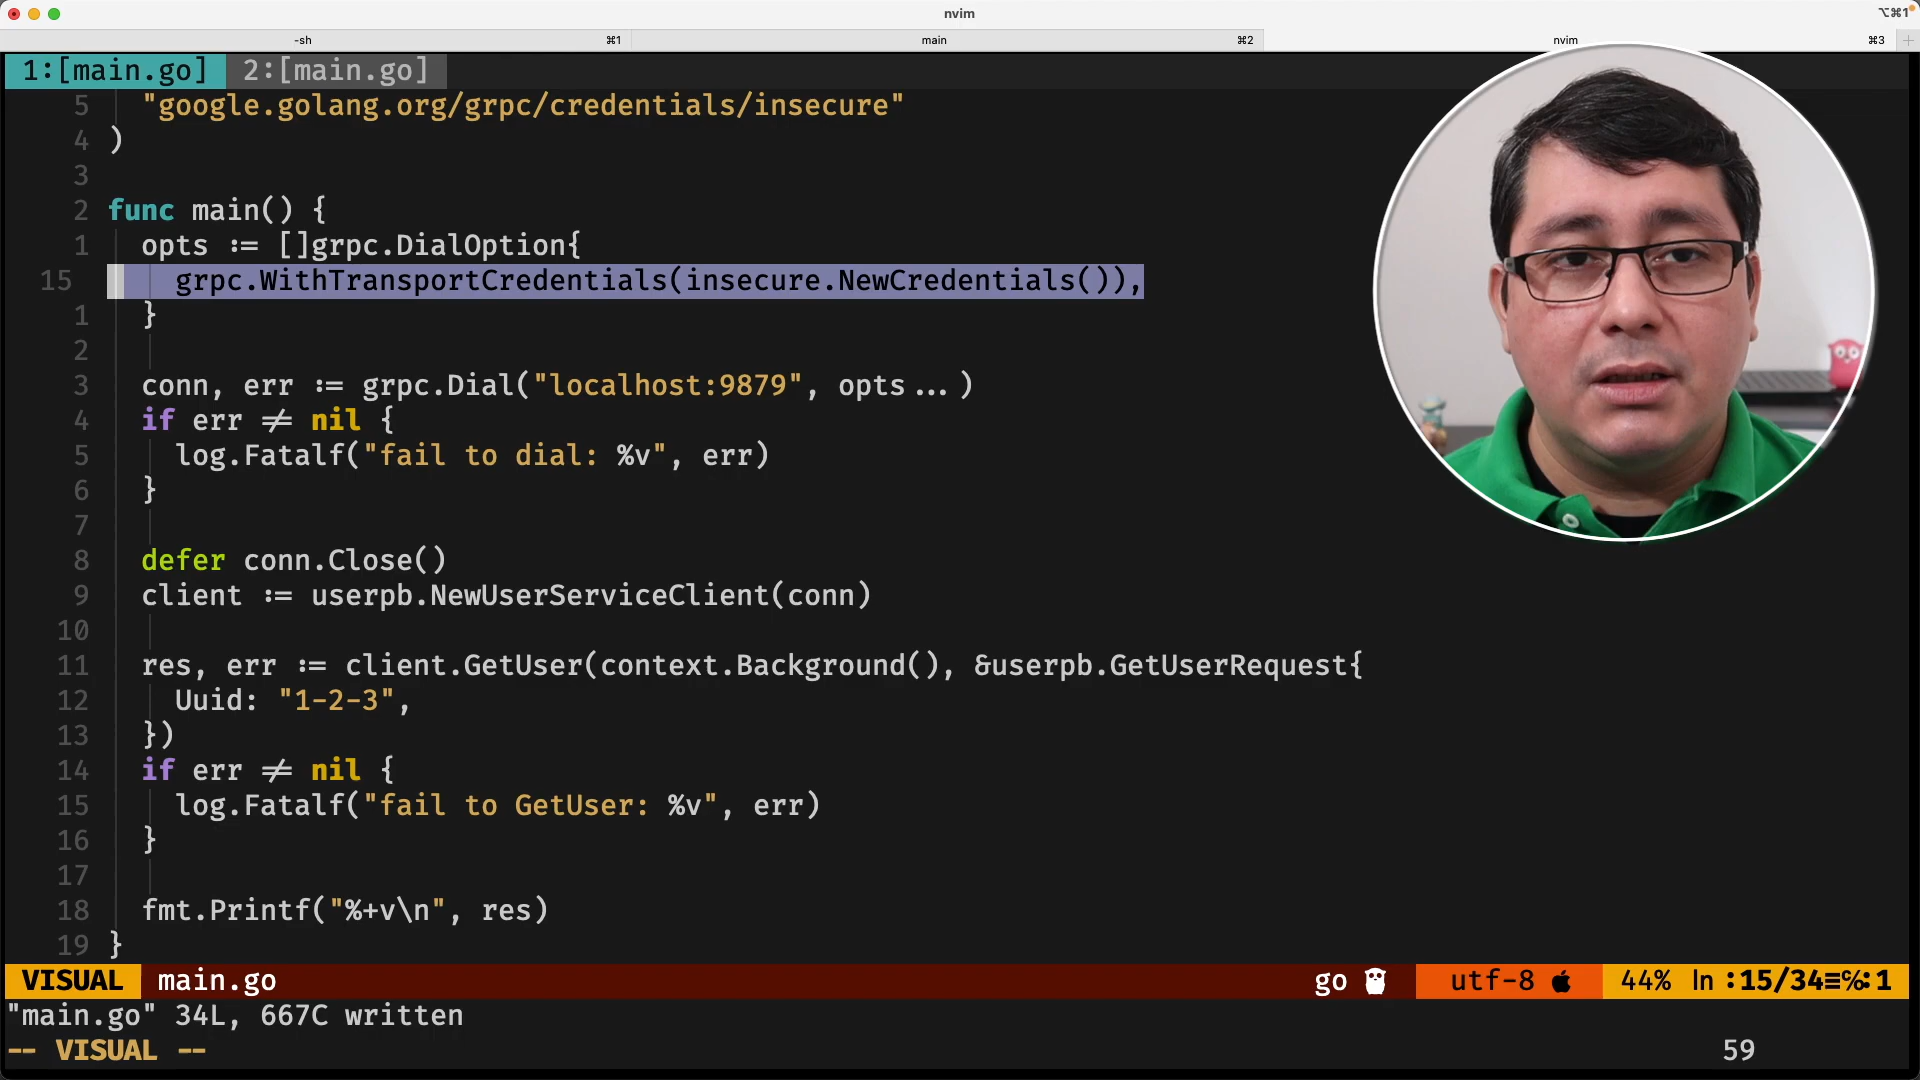 nvim
⌥⌘1
-sh ⌘1 main ⌘2 nvim ⌘3 +
1:[main.go] 2:[main.go]
5 "google.golang.org/grpc/credentials/insecure"
4 )
3
2 func main() {
1 opts := []grpc.DialOption{
15 grpc.WithTransportCredentials(insecure.NewCredentials()),
1 }
2
3 conn, err := grpc.Dial("localhost:9879", opts...)
4 if err != nil {
5 log.Fatalf("fail to dial: %v", err)
6 }
7
8 defer conn.Close()
9 client := userpb.NewUserServiceClient(conn)
10
11 res, err := client.GetUser(context.Background(), &userpb.GetUserRequest{
12 Uuid: "1-2-3",
13 })
14 if err != nil {
15 log.Fatalf("fail to GetUser: %v", err)
16 }
17
18 fmt.Printf("%+v\n", res)
19 }
VISUAL main.go go utf-8 44% ln :15/34≡℅:1
"main.go" 34L, 667C written
-- VISUAL -- 59